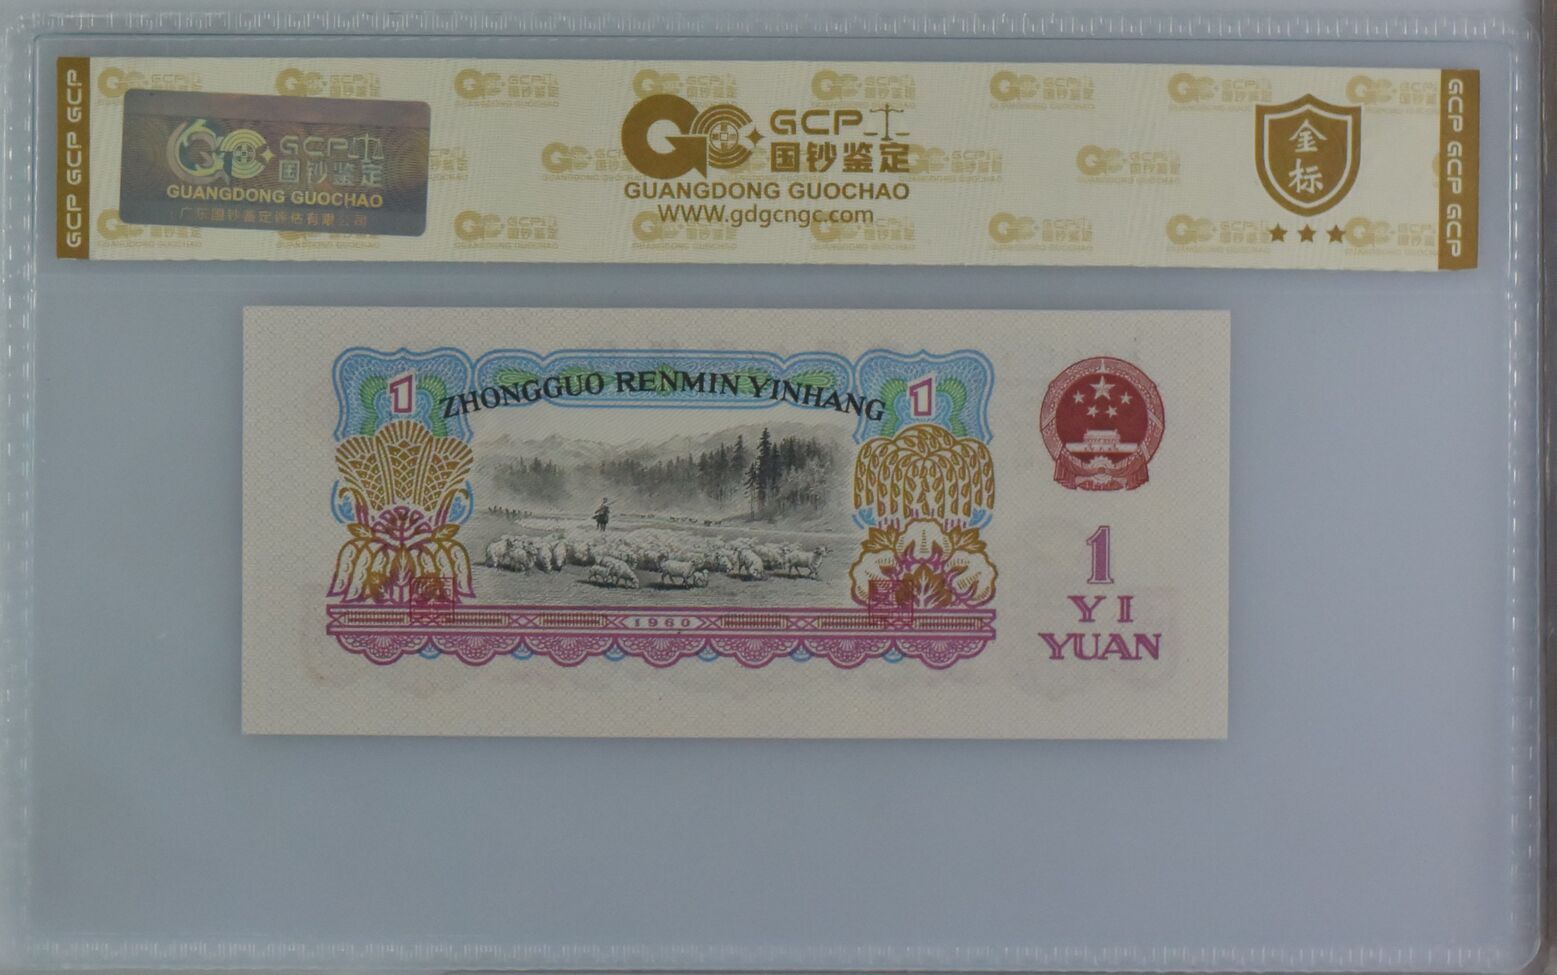 GCP GCP GCP
GCP
国钞鉴定
GUANGDONG GUOCHAO
广东国钞鉴定评估有限公司
GCP
国钞鉴定
GUANGDONG GUOCHAO
WWW.gdgcngc.com
金
标
GCP GCP GCP
1
ZHONGGUO RENMIN YINHANG
1
1960
1
YI
YUAN